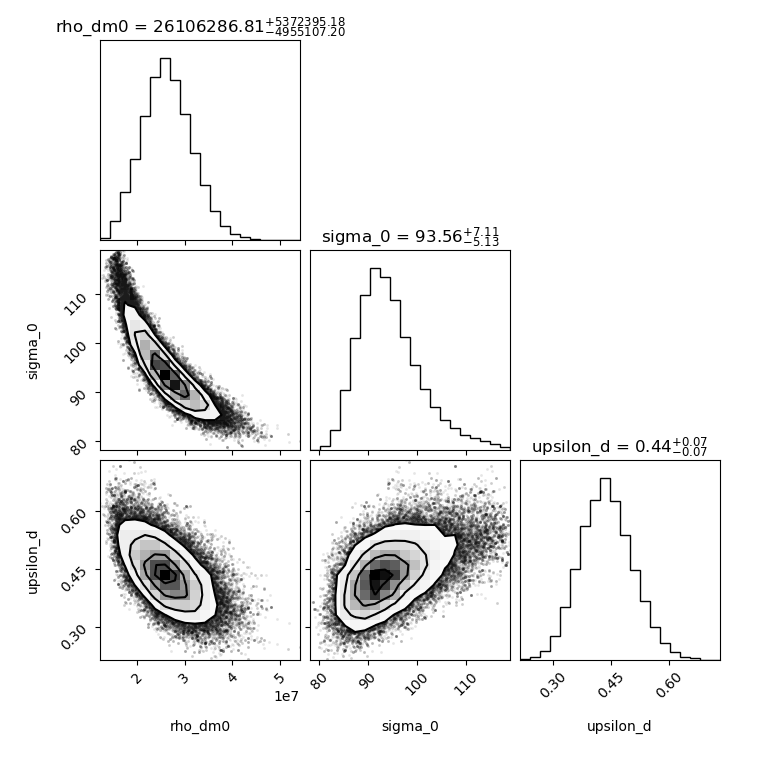 rho_dm0 = 26106286.81+5372395.18−4955107.20
sigma_0 = 93.56+7.11−5.13
sigma_0
110
100
90
80
upsilon_d = 0.44+0.07−0.07
upsilon_d
0.60
0.45
0.30
2 3 4 5
1e7
80 90 100 110
0.30 0.45 0.60
rho_dm0 sigma_0 upsilon_d